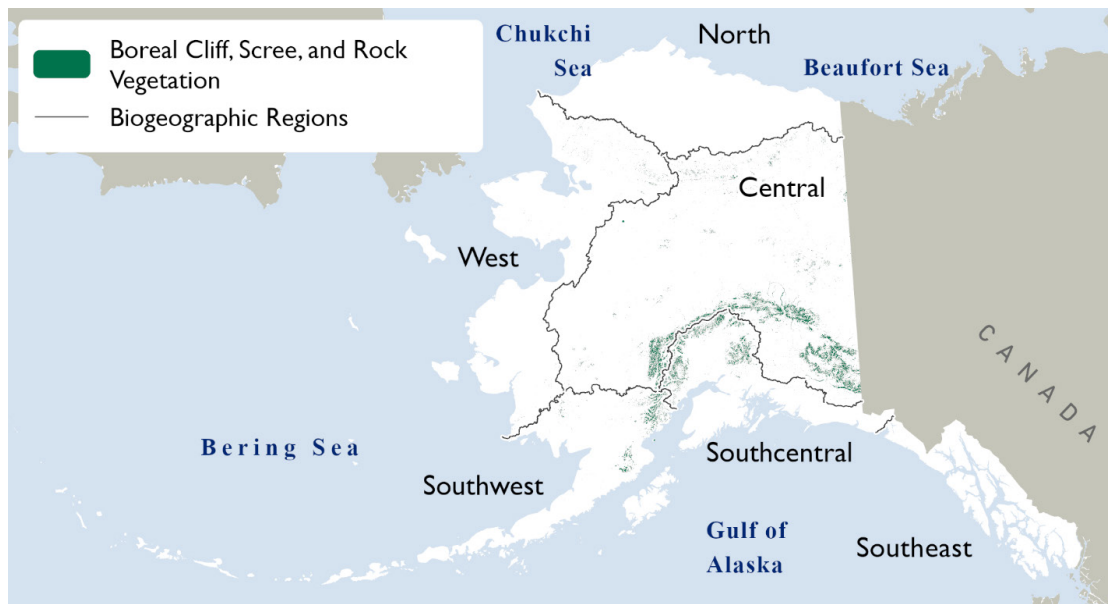 Boreal Cliff, Scree, and Rock
Vegetation
Biogeographic Regions
Chukchi
Sea
North
Beaufort Sea
Central
West
CANADA
Bering Sea
Southwest
Southcentral
Gulf of
Alaska
Southeast